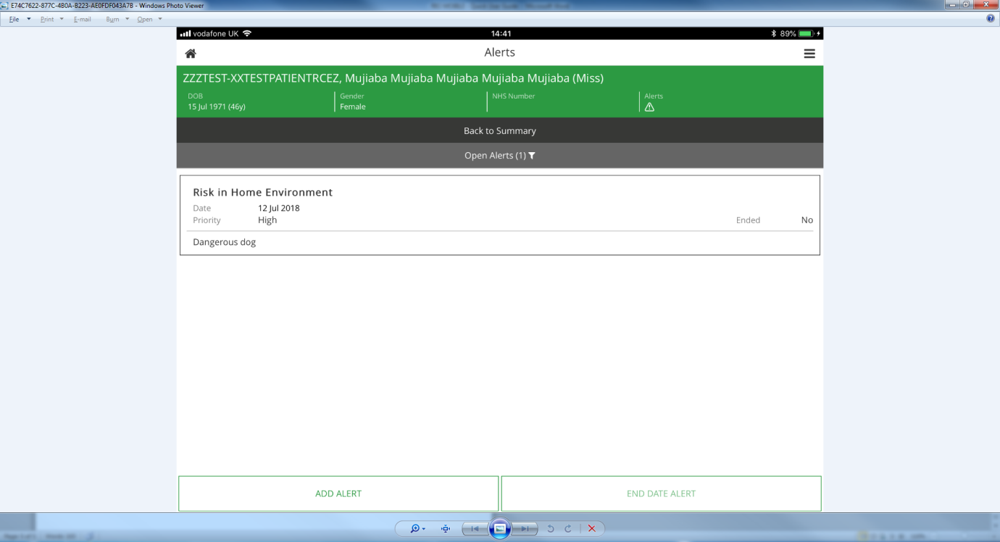 E74C7622-877C-4B0A-B223-AE0FDF043A7B - Windows Photo Viewer
File Print E-mail Burn Open
vodafone UK 14:41 89%
Alerts
ZZZTEST-XXTESTPATIENTRCEZ, Mujiaba Mujiaba Mujiaba Mujiaba Mujiaba (Miss)
DOB Gender NHS Number Alerts
15 Jul 1971 (46y) Female
Back to Summary
Open Alerts (1)
Risk in Home Environment
Date 12 Jul 2018
Priority High Ended No
Dangerous dog
ADD ALERT END DATE ALERT